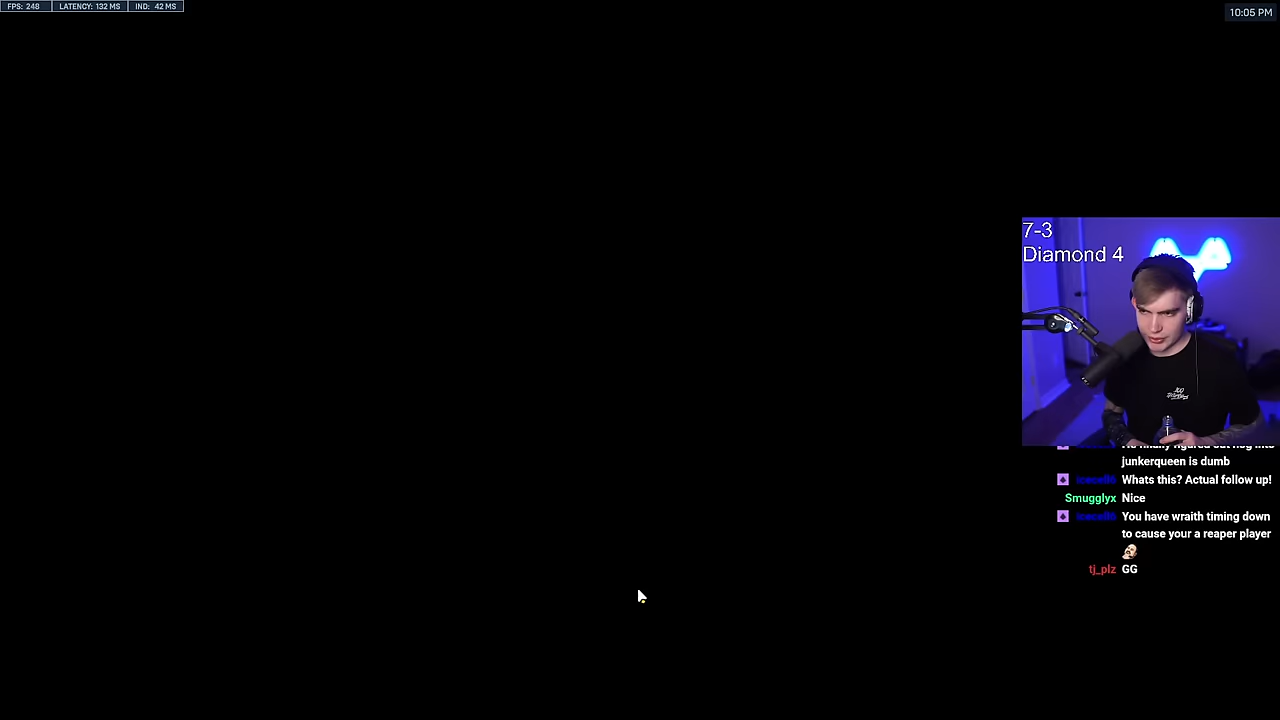 FPS: 248 LATENCY: 132 MS IND: 42 MS
10:05 PM
7-3
Diamond 4
junkerqueen is dumb
Whats this? Actual follow up!
Smugglyx Nice
You have wraith timing down
to cause your a reaper player
tj_plz GG